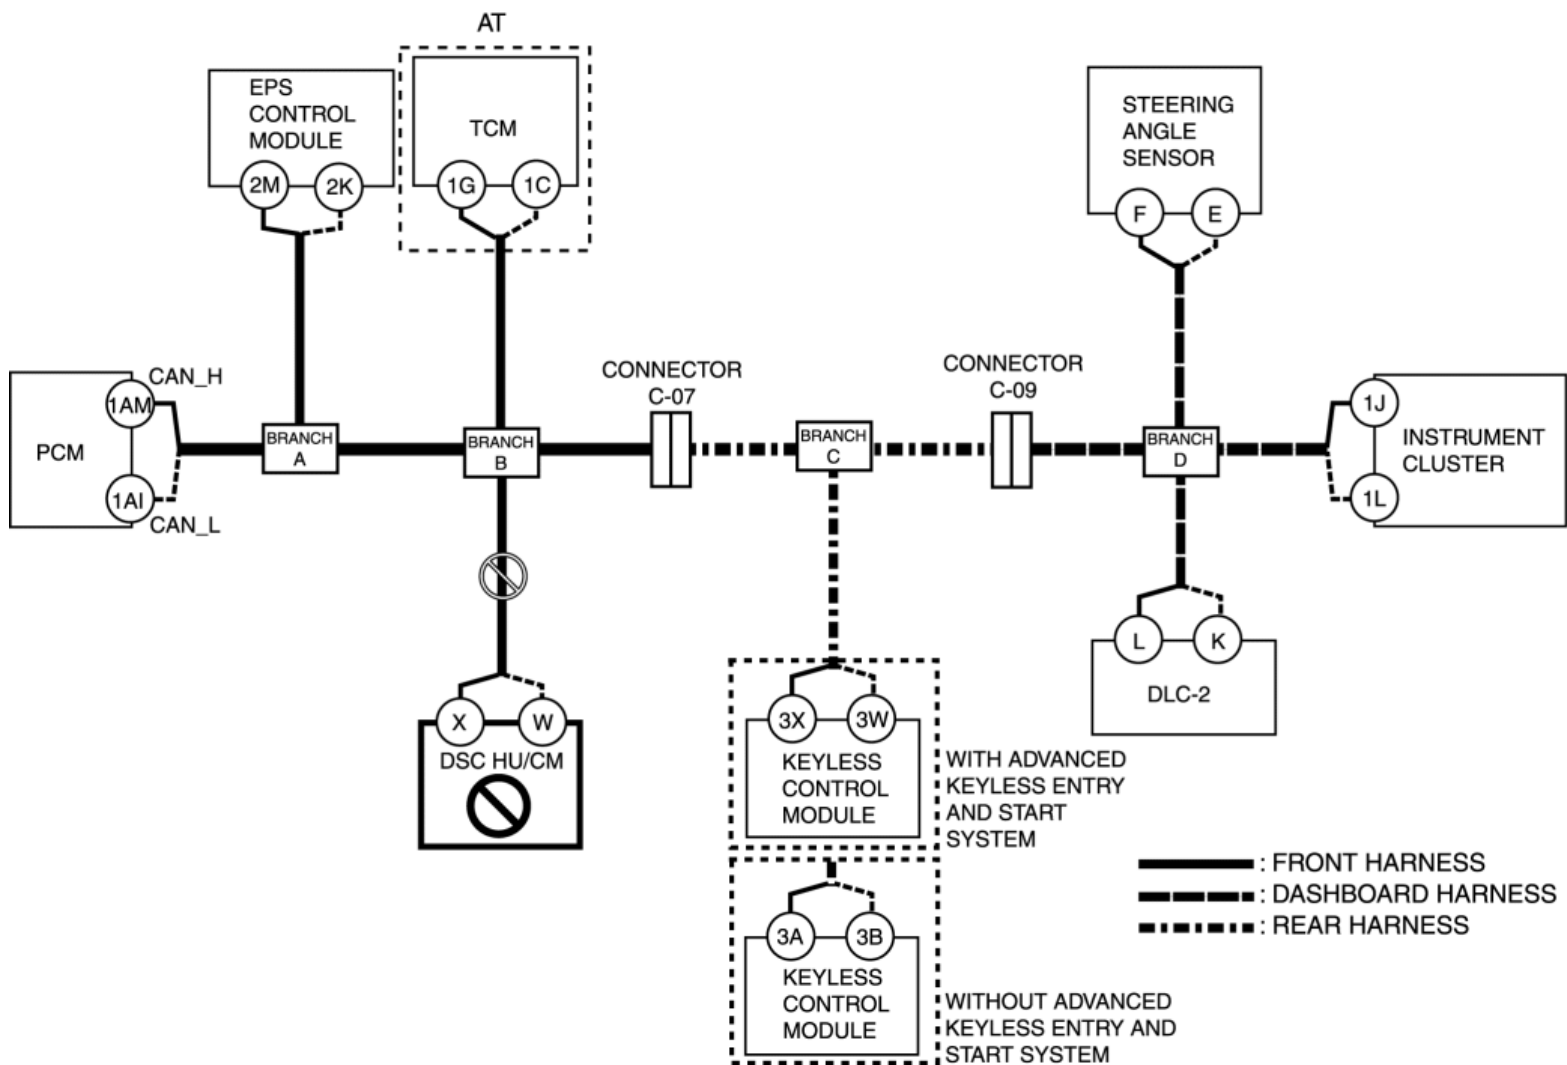 AT
EPS
CONTROL
MODULE
2M
2K
TCM
1G
1C
STEERING
ANGLE
SENSOR
F
E
PCM
1AM
CAN_H
1AI
CAN_L
BRANCH
A
BRANCH
B
CONNECTOR
C-07
BRANCH
C
CONNECTOR
C-09
BRANCH
D
1J
1L
INSTRUMENT
CLUSTER
X
W
DSC HU/CM
L
K
DLC-2
3X
3W
KEYLESS
CONTROL
MODULE
WITH ADVANCED
KEYLESS ENTRY
AND START
SYSTEM
3A
3B
KEYLESS
CONTROL
MODULE
WITHOUT ADVANCED
KEYLESS ENTRY AND
START SYSTEM
: FRONT HARNESS
: DASHBOARD HARNESS
: REAR HARNESS